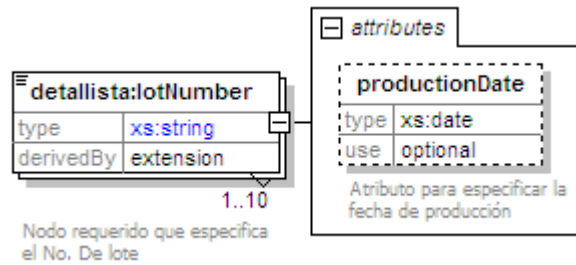 attributes
detallista:lotNumber
type xs:string
derivedBy extension
1..10
Nodo requerido que especifica
el No. De lote
productionDate
type xs:date
use optional
Atributo para especificar la
fecha de producción